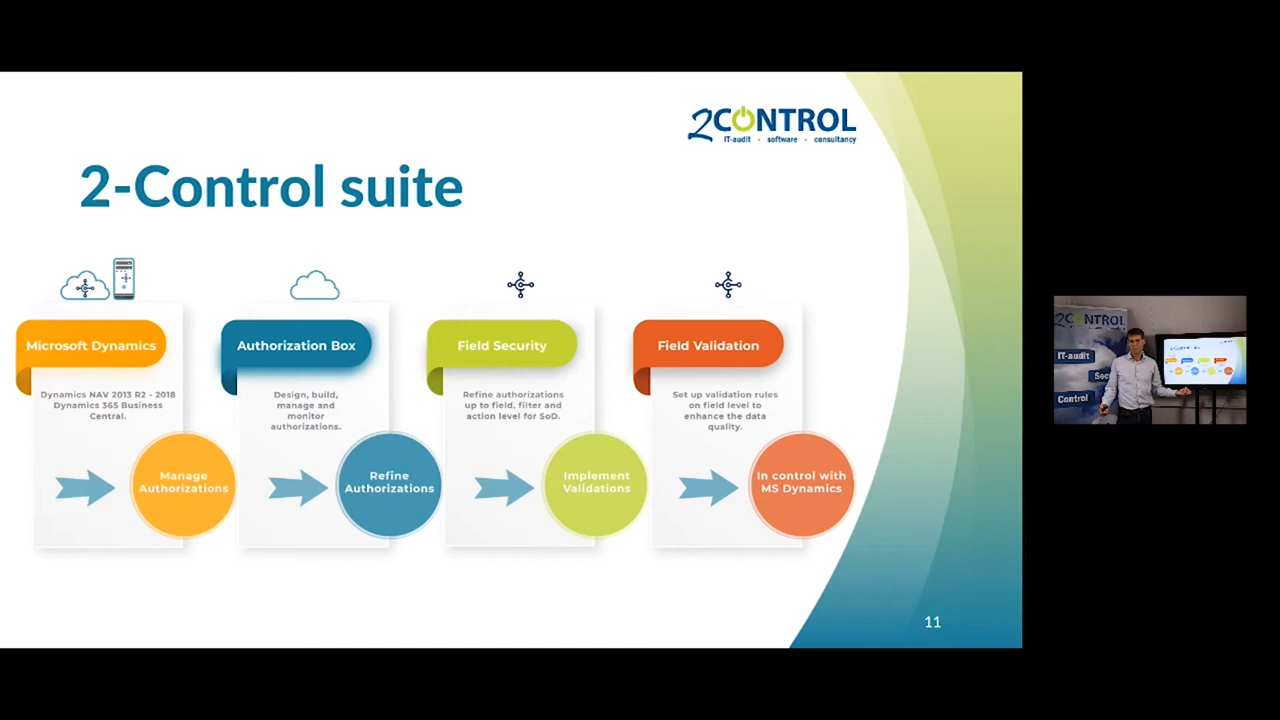 2CONTROL
IT-audit - software - consultancy
2-Control suite
Microsoft Dynamics
Dynamics NAV 2013 R2 - 2018
Dynamics 365 Business
Central.
Manage
Authorizations
Authorization Box
Design, build,
manage and
monitor
authorizations.
Refine
Authorizations
Field Security
Refine authorizations
up to field, filter and
action level for SoD.
Implement
Validations
Field Validation
Set up validation rules
on field level to
enhance the data
quality.
In control with
MS Dynamics
11
2CONTROL
IT-audit
Control